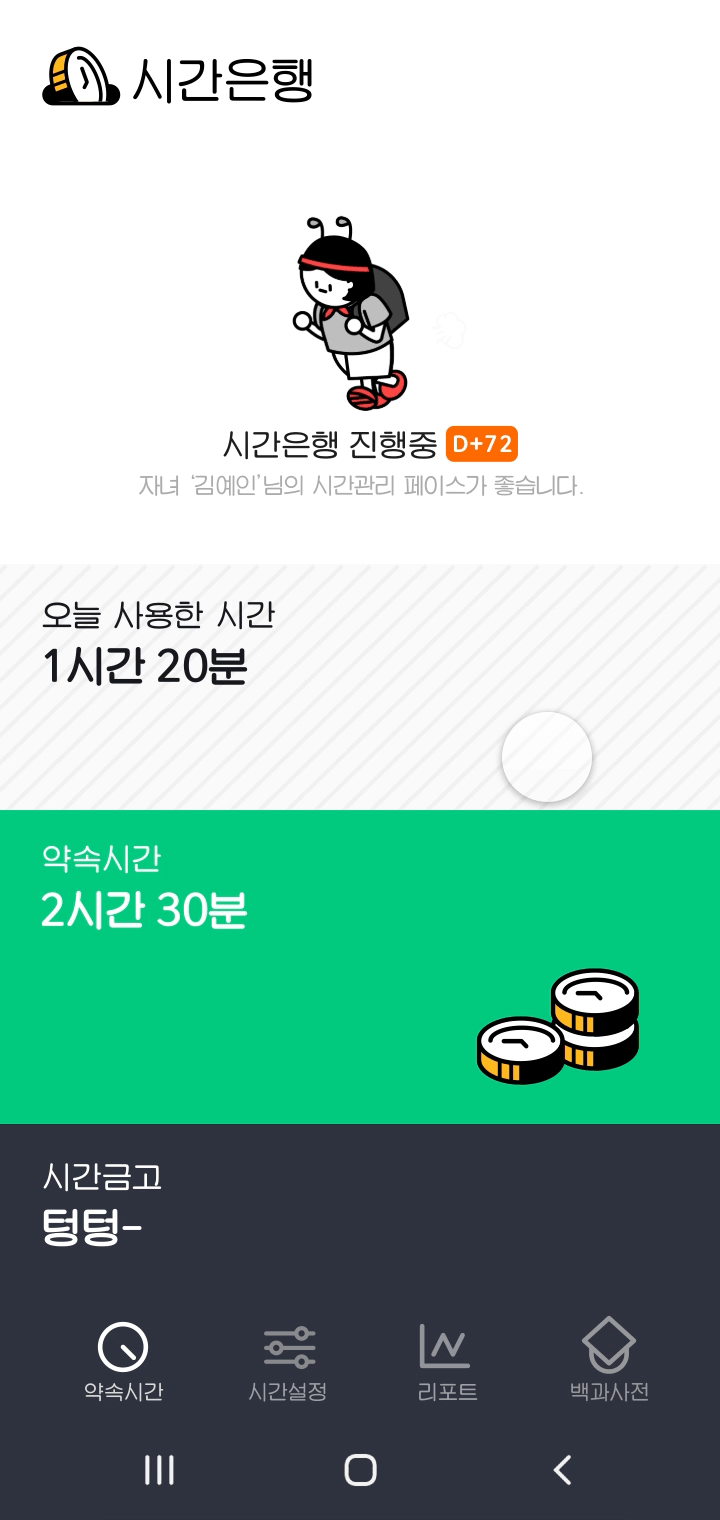 시간은행
시간은행 진행중 D+72
자녀 ‘김예인’님의 시간관리 페이스가 좋습니다.
오늘 사용한 시간
1시간 20분
약속시간
2시간 30분
시간금고
텅텅-
약속시간 시간설정 리포트 백과사전